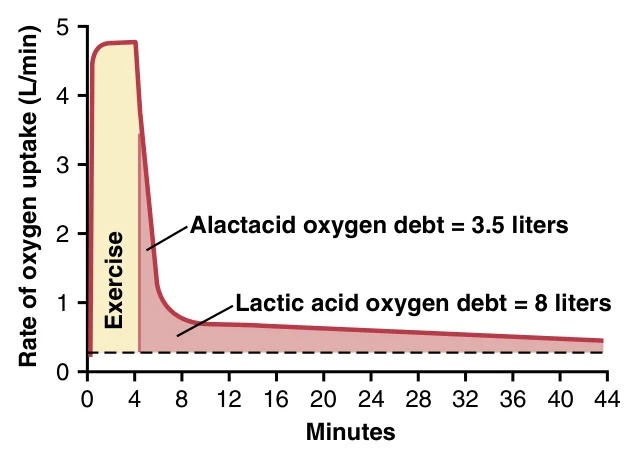 Rate of oxygen uptake (L/min)
5
4
3
2
1
0
Exercise
Alactacid oxygen debt = 3.5 liters
Lactic acid oxygen debt = 8 liters
0 4 8 12 16 20 24 28 32 36 40 44
Minutes